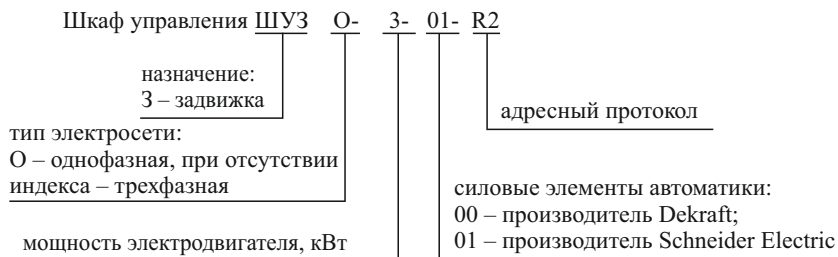 Шкаф управления ШУЗ О- 3- 01- R2
назначение:
З – задвижка
адресный протокол
тип электросети:
О – однофазная, при отсутствии
индекса – трехфазная
силовые элементы автоматики:
00 – производитель Dekraft;
01 – производитель Schneider Electric
мощность электродвигателя, кВт